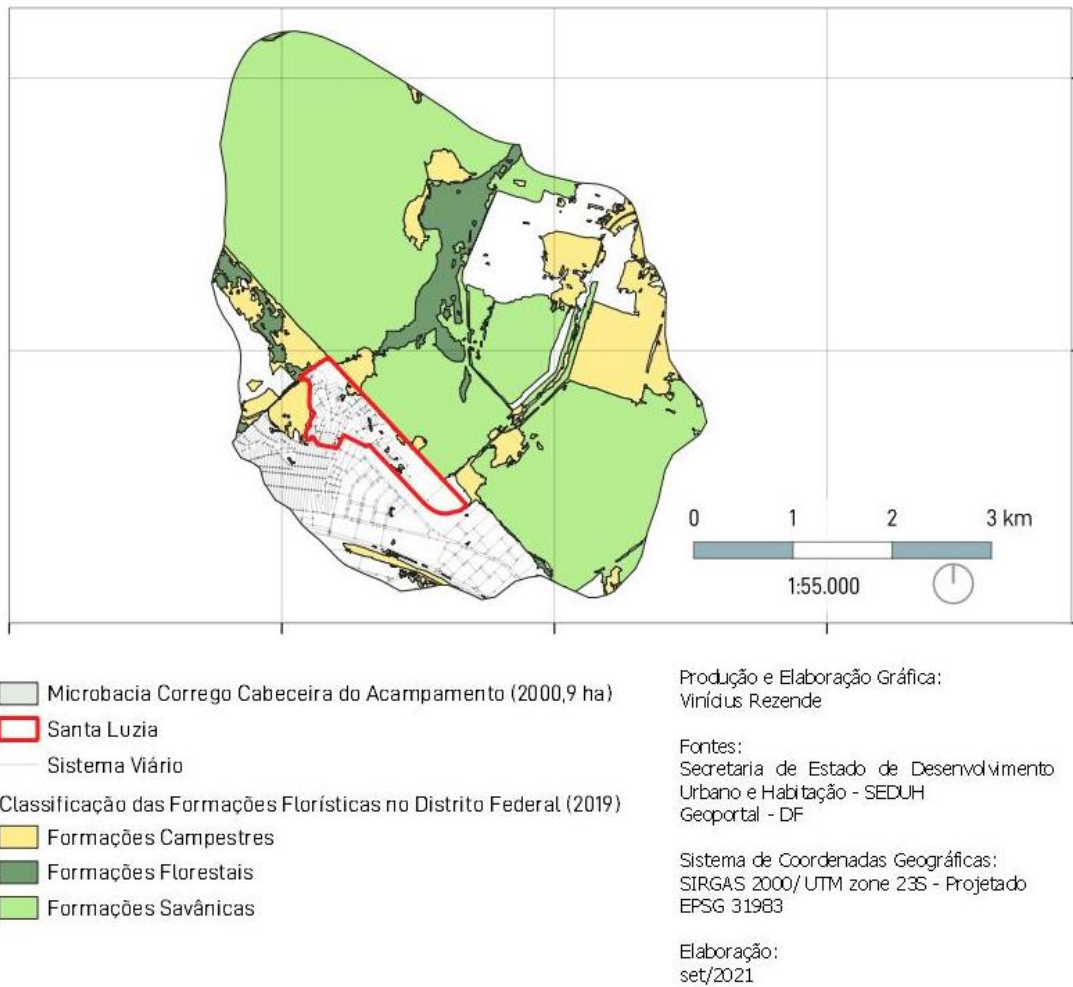 0 1 2 3 km
1:55.000
Microbacia Corrego Cabeceira do Acampamento (2000,9 ha)
Santa Luzia
Sistema Viário
Classificação das Formações Florísticas no Distrito Federal (2019)
Formações Campestres
Formações Florestais
Formações Savânicas
Produção e Elaboração Gráfica:
Vinícius Rezende
Fontes:
Secretaria de Estado de Desenvolvimento
Urbano e Habitação - SEDUH
Geoportal - DF
Sistema de Coordenadas Geográficas:
SIRGAS 2000/ UTM zone 23S - Projetado
EPSG 31983
Elaboração:
set/2021